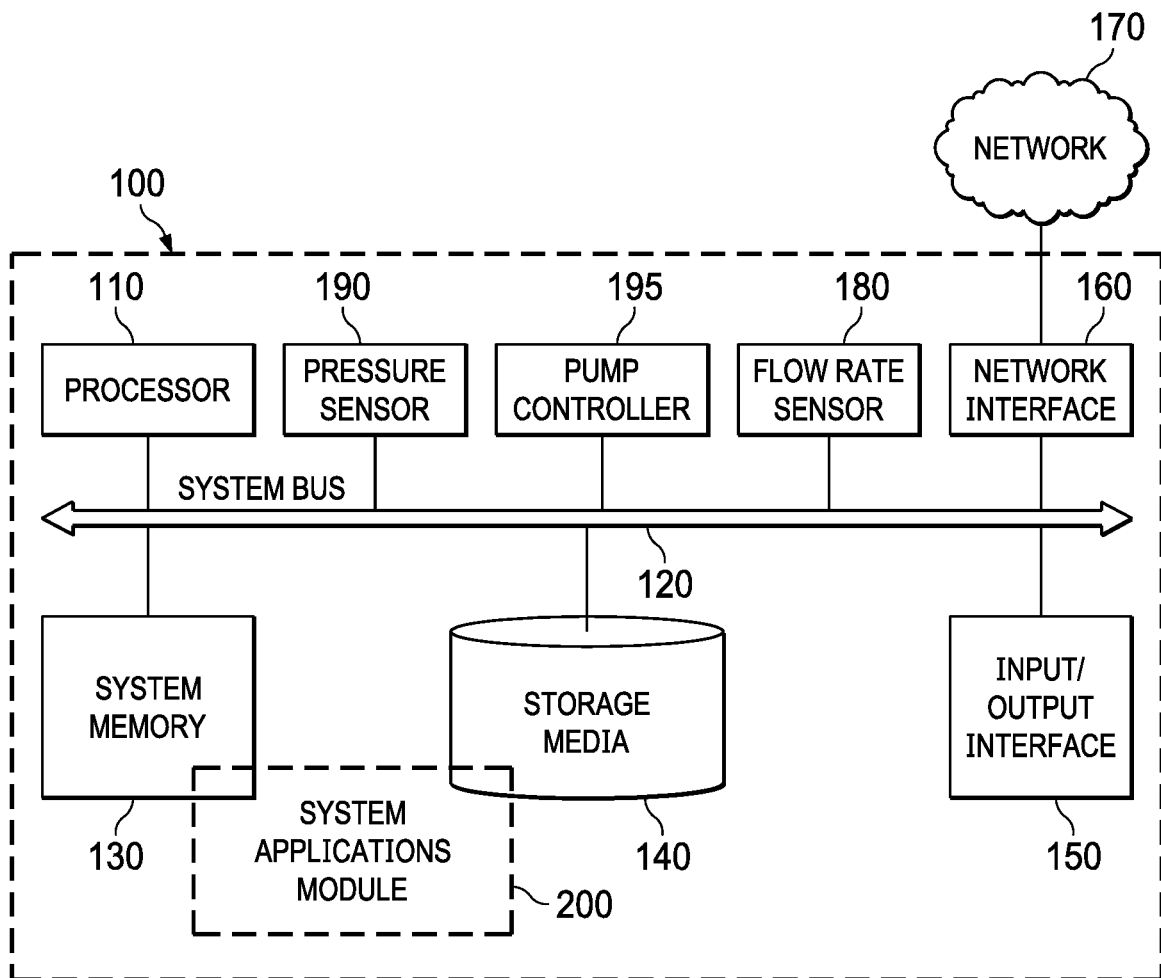 170
NETWORK
100
110
190
195
180
160
PROCESSOR
PRESSURE
SENSOR
PUMP
CONTROLLER
FLOW RATE
SENSOR
NETWORK
INTERFACE
SYSTEM BUS
120
SYSTEM
MEMORY
STORAGE
MEDIA
INPUT/
OUTPUT
INTERFACE
SYSTEM
APPLICATIONS
MODULE
130
140
150
200